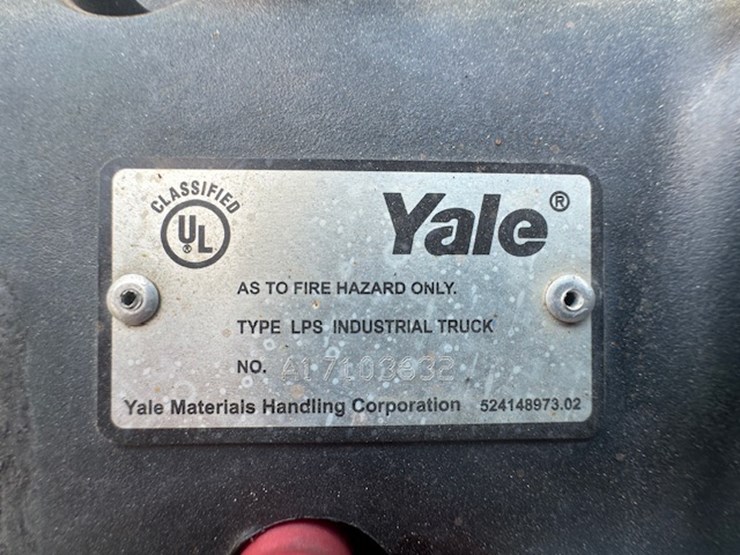 CLASSIFIED
UL®
Yale®
AS TO FIRE HAZARD ONLY.
TYPE LPS INDUSTRIAL TRUCK
NO.
Yale Materials Handling Corporation 524148973.02